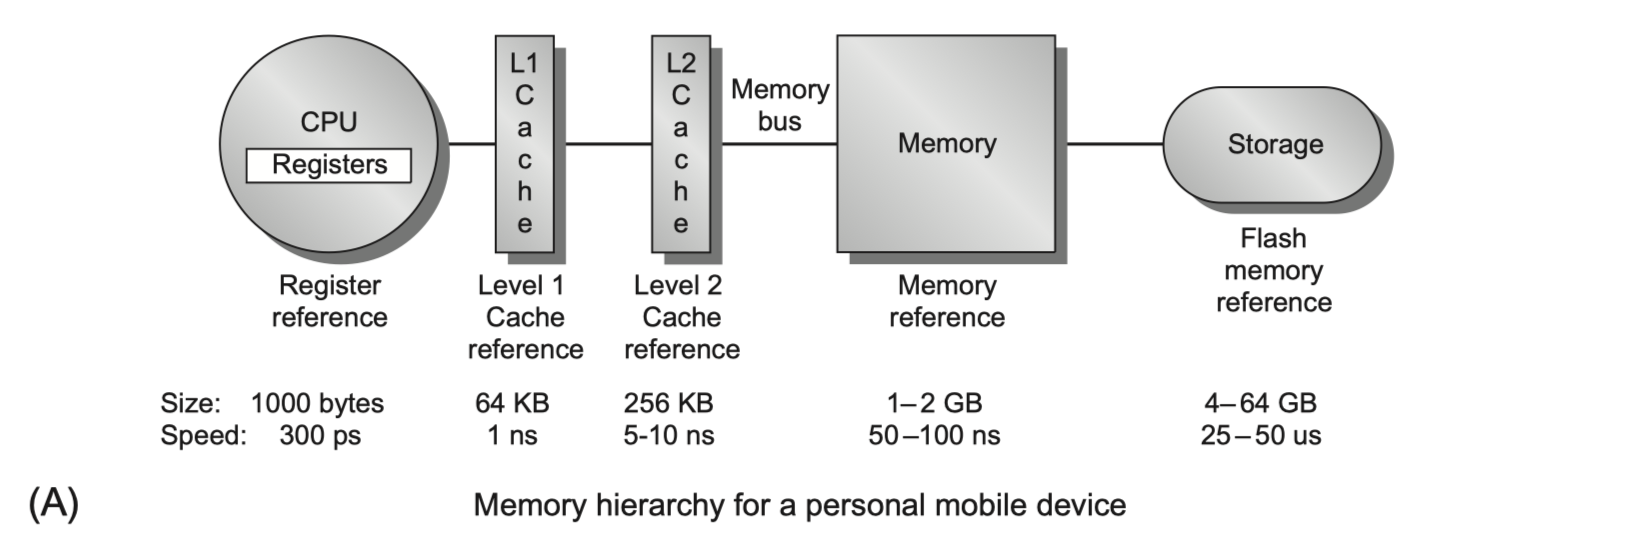 CPU
Registers
L1
C
a
c
h
e
L2
C
a
c
h
e
Memory
bus
Memory
Storage
Register
reference
Level 1
Cache
reference
Level 2
Cache
reference
Memory
reference
Flash
memory
reference
Size: 1000 bytes 64 KB 256 KB 1–2 GB 4–64 GB
Speed: 300 ps 1 ns 5-10 ns 50–100 ns 25–50 us
(A) Memory hierarchy for a personal mobile device